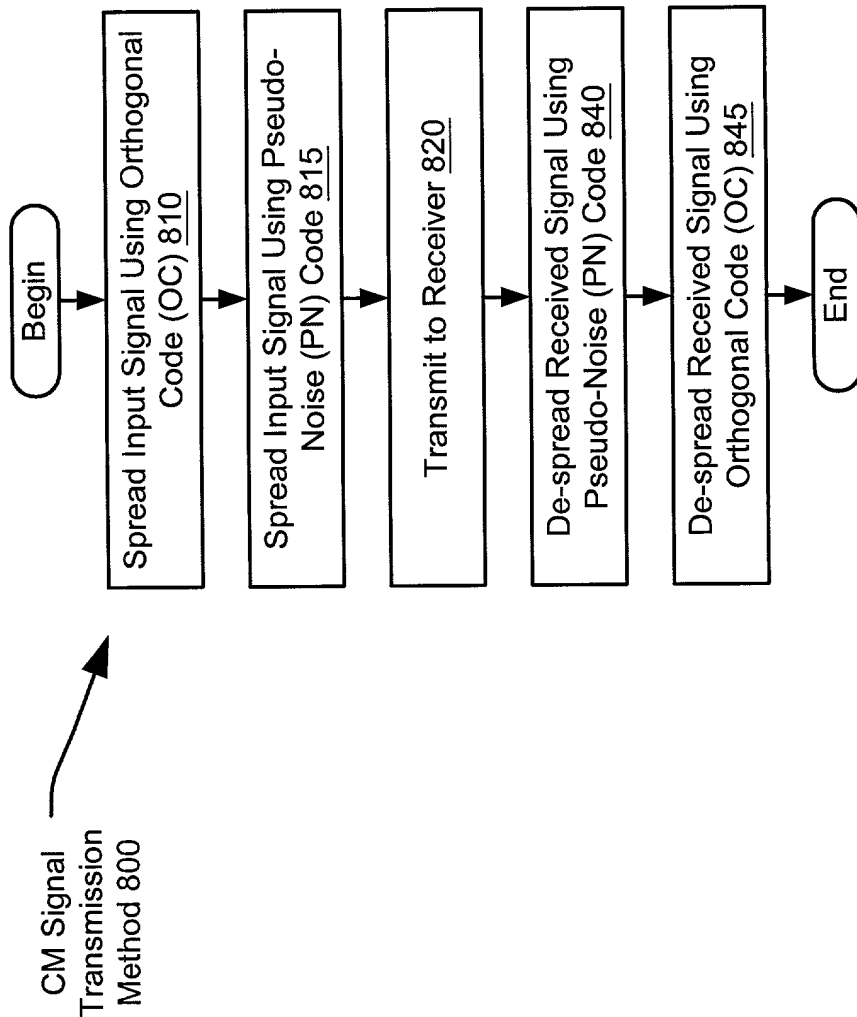 CM Signal
Transmission
Method 800
Begin
Spread Input Signal Using Orthogonal
Code (OC) 810
Spread Input Signal Using Pseudo-
Noise (PN) Code 815
Transmit to Receiver 820
De-spread Received Signal Using
Pseudo-Noise (PN) Code 840
De-spread Received Signal Using
Orthogonal Code (OC) 845
End